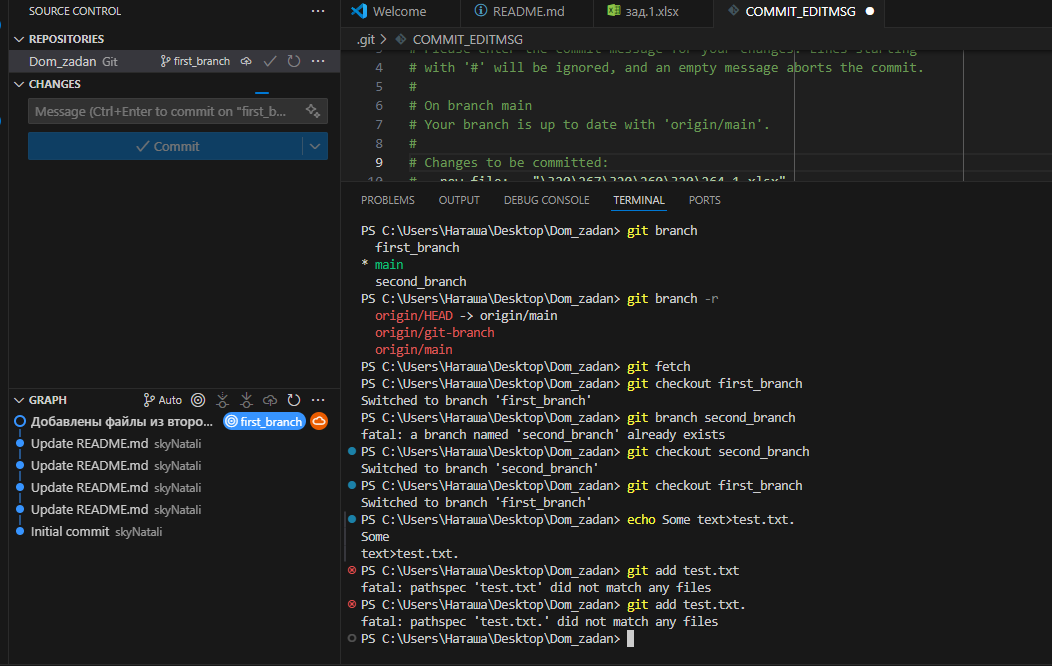 SOURCE CONTROL
REPOSITORIES
Dom_zadan Git first_branch
CHANGES
Message (Ctrl+Enter to commit on "first_b...
Commit
GRAPH
Auto
Добавлены файлы из второ... first_branch
Update README.md skyNatali
Update README.md skyNatali
Update README.md skyNatali
Update README.md skyNatali
Initial commit skyNatali
Welcome
README.md
зад.1.xlsx
COMMIT_EDITMSG
.git > COMMIT_EDITMSG
3 # Please enter the commit message for your changes. Lines starting
4 # with '#' will be ignored, and an empty message aborts the commit.
5 #
6 # On branch main
7 # Your branch is up to date with 'origin/main'.
8 #
9 # Changes to be committed:
10 # new file: "\320\267\320\260\320\264.1.xlsx"
PROBLEMS OUTPUT DEBUG CONSOLE TERMINAL PORTS
PS C:\Users\Наташа\Desktop\Dom_zadan> git branch
first_branch
* main
second_branch
PS C:\Users\Наташа\Desktop\Dom_zadan> git branch -r
origin/HEAD -> origin/main
origin/git-branch
origin/main
PS C:\Users\Наташа\Desktop\Dom_zadan> git fetch
PS C:\Users\Наташа\Desktop\Dom_zadan> git checkout first_branch
Switched to branch 'first_branch'
PS C:\Users\Наташа\Desktop\Dom_zadan> git branch second_branch
fatal: a branch named 'second_branch' already exists
PS C:\Users\Наташа\Desktop\Dom_zadan> git checkout second_branch
Switched to branch 'second_branch'
PS C:\Users\Наташа\Desktop\Dom_zadan> git checkout first_branch
Switched to branch 'first_branch'
PS C:\Users\Наташа\Desktop\Dom_zadan> echo Some text>test.txt.
Some
text>test.txt.
PS C:\Users\Наташа\Desktop\Dom_zadan> git add test.txt
fatal: pathspec 'test.txt' did not match any files
PS C:\Users\Наташа\Desktop\Dom_zadan> git add test.txt.
fatal: pathspec 'test.txt.' did not match any files
PS C:\Users\Наташа\Desktop\Dom_zadan>